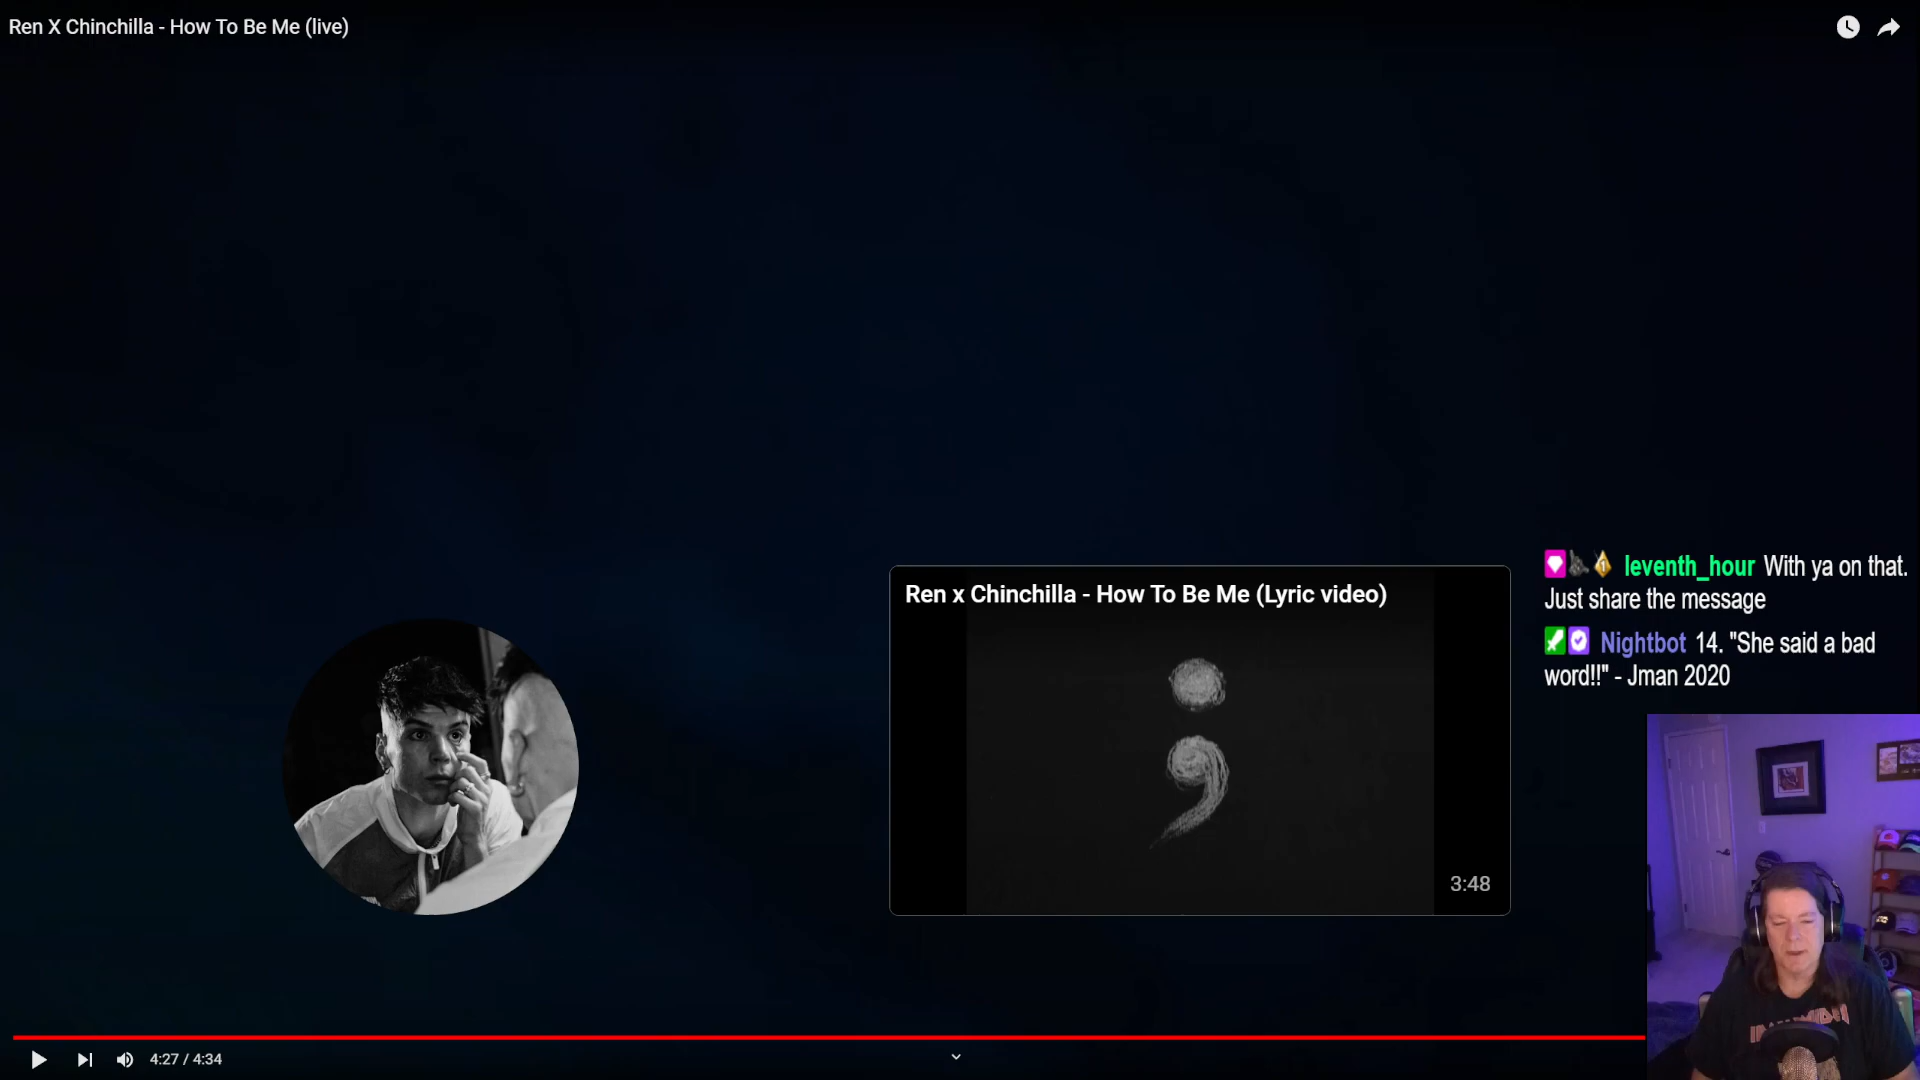 Ren X Chinchilla - How To Be Me (live)
Ren x Chinchilla - How To Be Me (Lyric video)
3:48
leventh_hour With ya on that.
Just share the message
Nightbot 14. "She said a bad
word!!" - Jman 2020
4:27 / 4:34